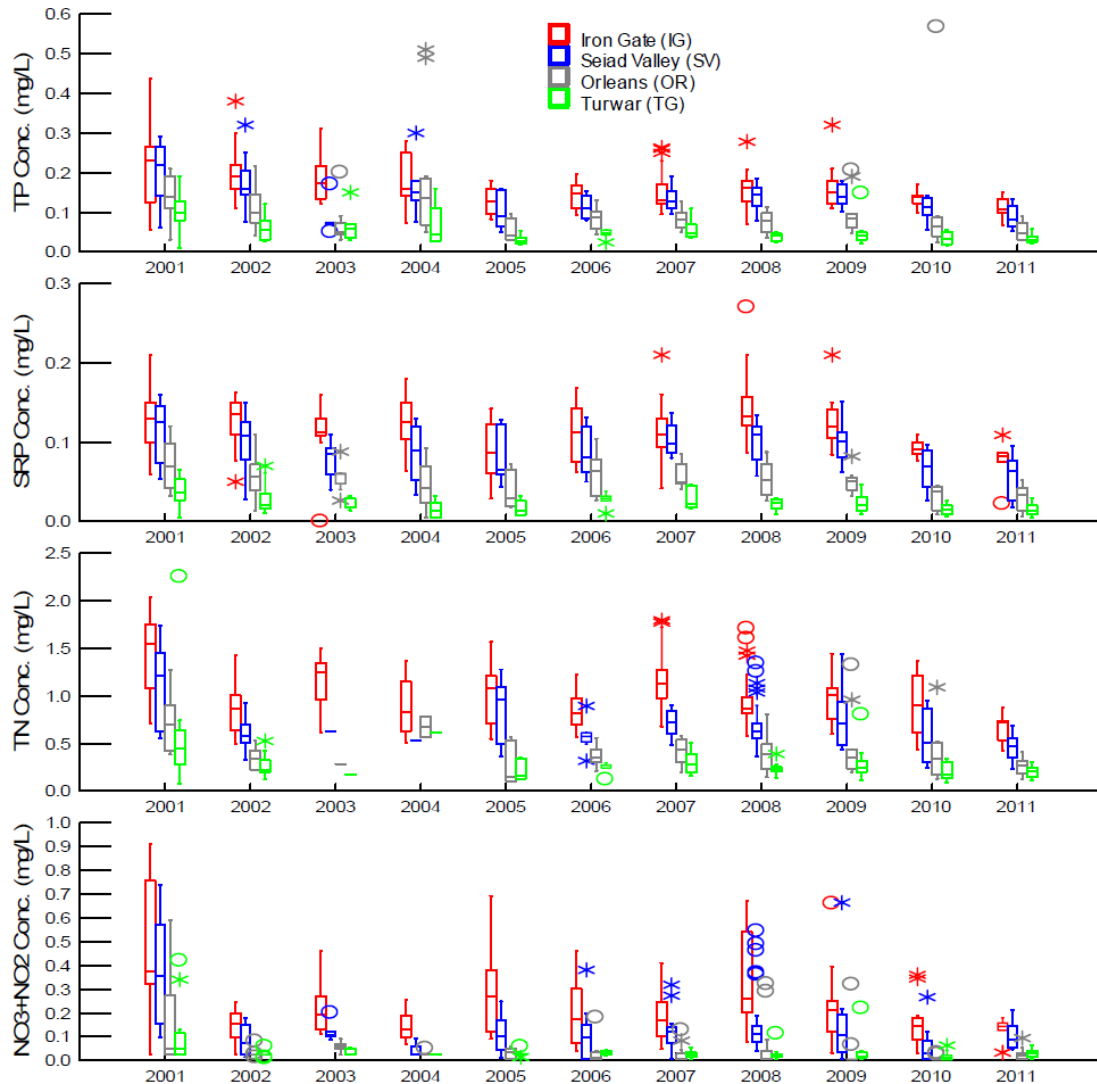 0.6
0.5
0.4
0.3
0.2
0.1
0.0
TP Conc. (mg/L)
Iron Gate (IG)
Seiad Valley (SV)
Orleans (OR)
Turwar (TG)
2001 2002 2003 2004 2005 2006 2007 2008 2009 2010 2011
0.3
0.2
0.1
0.0
SRP Conc. (mg/L)
2001 2002 2003 2004 2005 2006 2007 2008 2009 2010 2011
2.5
2.0
1.5
1.0
0.5
0.0
TN Conc. (mg/L)
2001 2002 2003 2004 2005 2006 2007 2008 2009 2010 2011
1.0
0.9
0.8
0.7
0.6
0.5
0.4
0.3
0.2
0.1
0.0
NO3+NO2 Conc. (mg/L)
2001 2002 2003 2004 2005 2006 2007 2008 2009 2010 2011